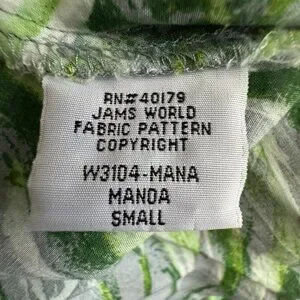 RN#40179
JAMS WORLD
FABRIC PATTERN
COPYRIGHT
W3104-MANA
MANOA
SMALL